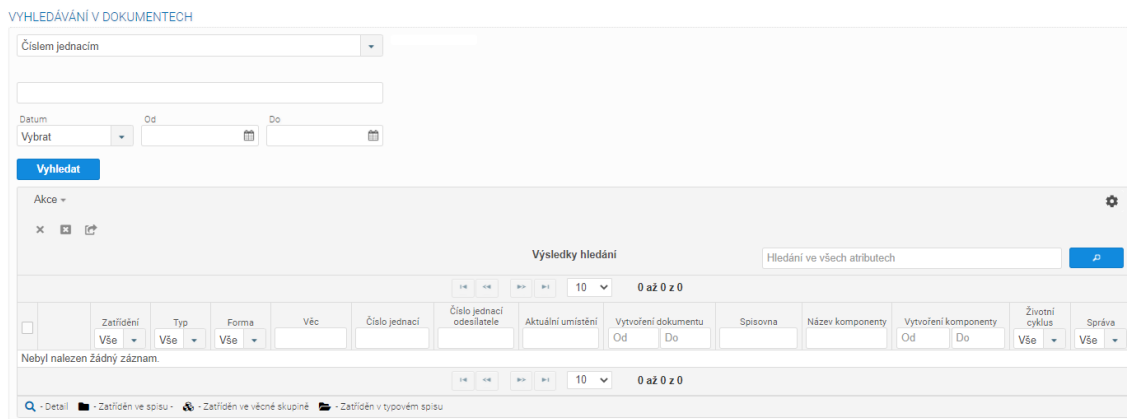 VYHLEDÁVÁNÍ V DOKUMENTECH
Číslem jednacím
Datum Od Do
Vybrat
Vyhledat
Akce
Výsledky hledání Hledání ve všech atributech
10 0 až 0 z 0
Zatřídění Typ Forma Věc Číslo jednací Číslo jednací odesílatele Aktuální umístění Vytvoření dokumentu Spisovna Název komponenty Vytvoření komponenty Životní cyklus Správa
Vše Vše Vše Od Do Od Do Vše Vše
Nebyl nalezen žádný záznam.
10 0 až 0 z 0
- Detail - Zatříděn ve spisu - - Zatříděn ve věcné skupině - Zatříděn v typovém spisu